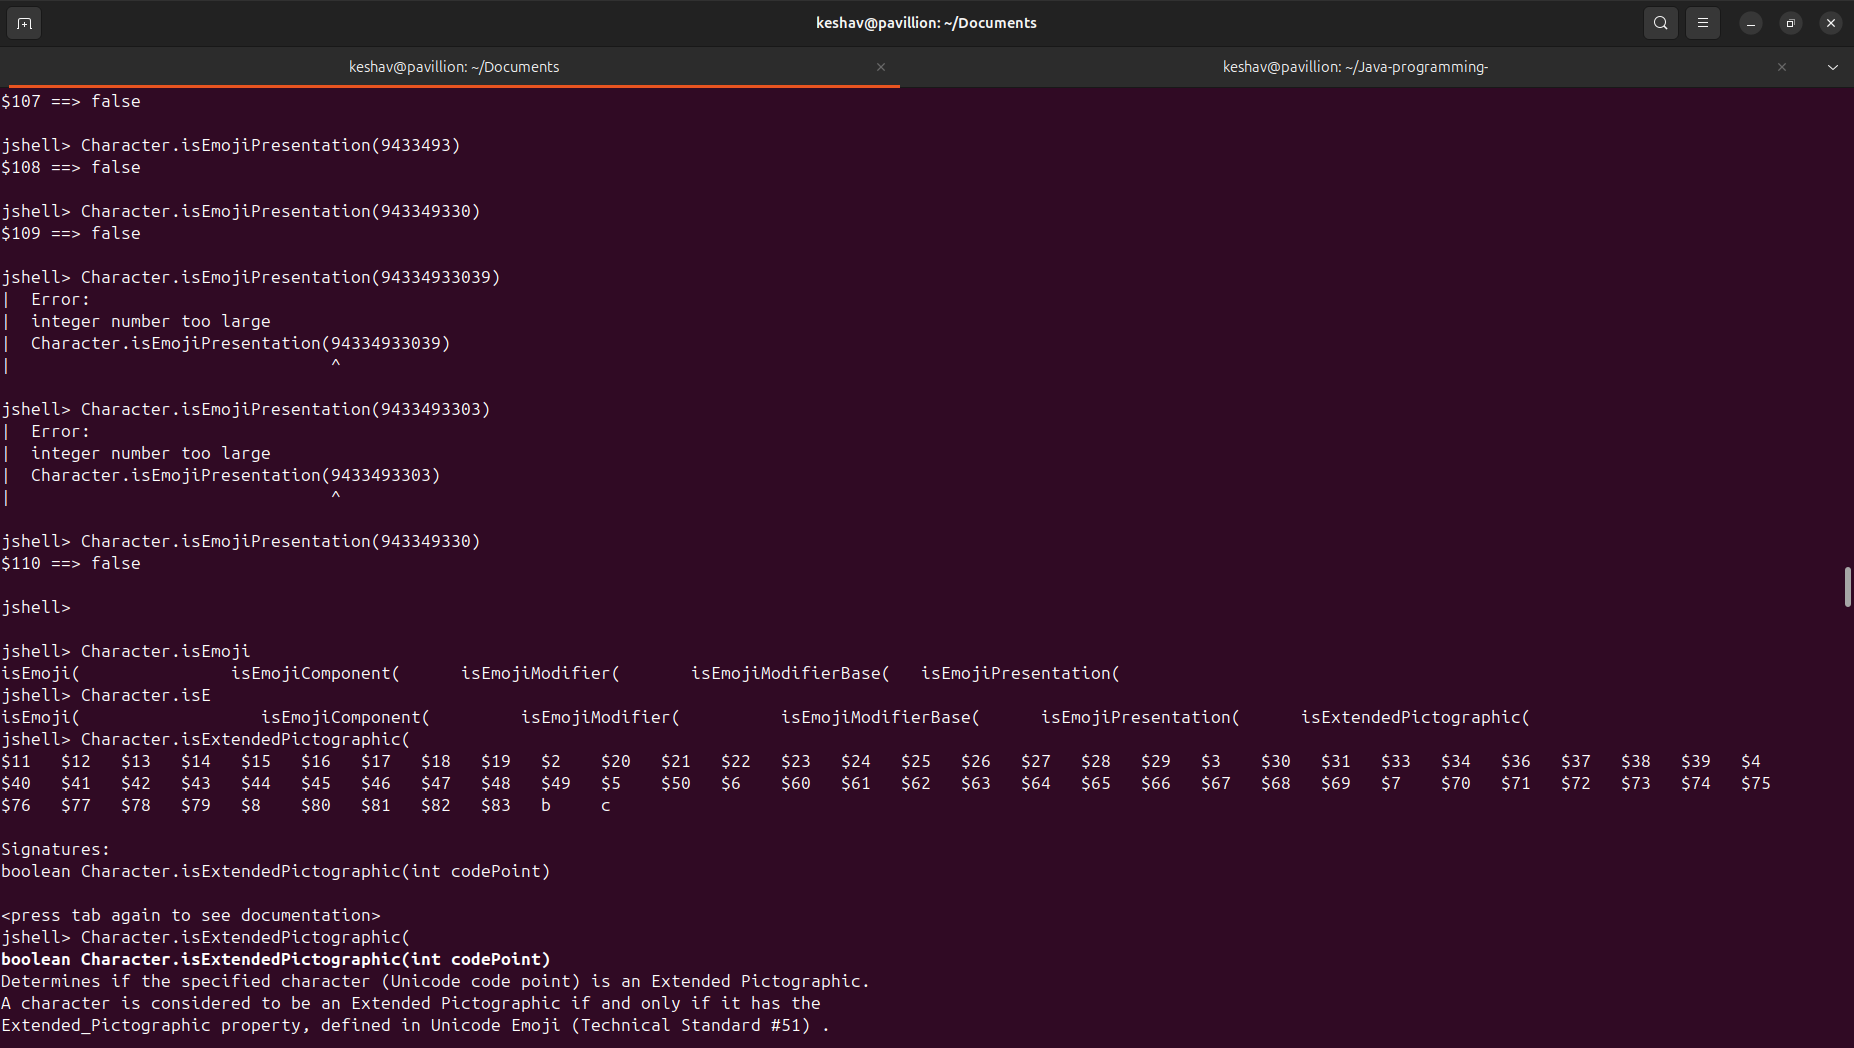 keshav@pavillion: ~/Documents
keshav@pavillion: ~/Documents
keshav@pavillion: ~/Java-programming-
$107 ==> false
jshell> Character.isEmojiPresentation(9433493)
$108 ==> false
jshell> Character.isEmojiPresentation(943349330)
$109 ==> false
jshell> Character.isEmojiPresentation(94334933039)
|  Error:
|  integer number too large
|  Character.isEmojiPresentation(94334933039)
|                                ^
jshell> Character.isEmojiPresentation(9433493303)
|  Error:
|  integer number too large
|  Character.isEmojiPresentation(9433493303)
|                                ^
jshell> Character.isEmojiPresentation(943349330)
$110 ==> false
jshell>
jshell> Character.isEmoji
isEmoji(               isEmojiComponent(      isEmojiModifier(       isEmojiModifierBase(   isEmojiPresentation(
jshell> Character.isE
isEmoji(                  isEmojiComponent(         isEmojiModifier(          isEmojiModifierBase(      isEmojiPresentation(      isExtendedPictographic(
jshell> Character.isExtendedPictographic(
$11   $12   $13   $14   $15   $16   $17   $18   $19   $2    $20   $21   $22   $23   $24   $25   $26   $27   $28   $29   $3    $30   $31   $33   $34   $36   $37   $38   $39   $4
$40   $41   $42   $43   $44   $45   $46   $47   $48   $49   $5    $50   $6    $60   $61   $62   $63   $64   $65   $66   $67   $68   $69   $7    $70   $71   $72   $73   $74   $75
$76   $77   $78   $79   $8    $80   $81   $82   $83   b     c
Signatures:
boolean Character.isExtendedPictographic(int codePoint)
<press tab again to see documentation>
jshell> Character.isExtendedPictographic(
boolean Character.isExtendedPictographic(int codePoint)
Determines if the specified character (Unicode code point) is an Extended Pictographic.
A character is considered to be an Extended Pictographic if and only if it has the
Extended_Pictographic property, defined in Unicode Emoji (Technical Standard #51) .